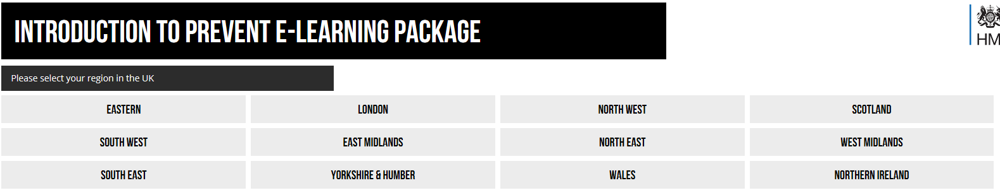 INTRODUCTION TO PREVENT E-LEARNING PACKAGE
HM
Please select your region in the UK
EASTERN LONDON NORTH WEST SCOTLAND
SOUTH WEST EAST MIDLANDS NORTH EAST WEST MIDLANDS
SOUTH EAST YORKSHIRE & HUMBER WALES NORTHERN IRELAND